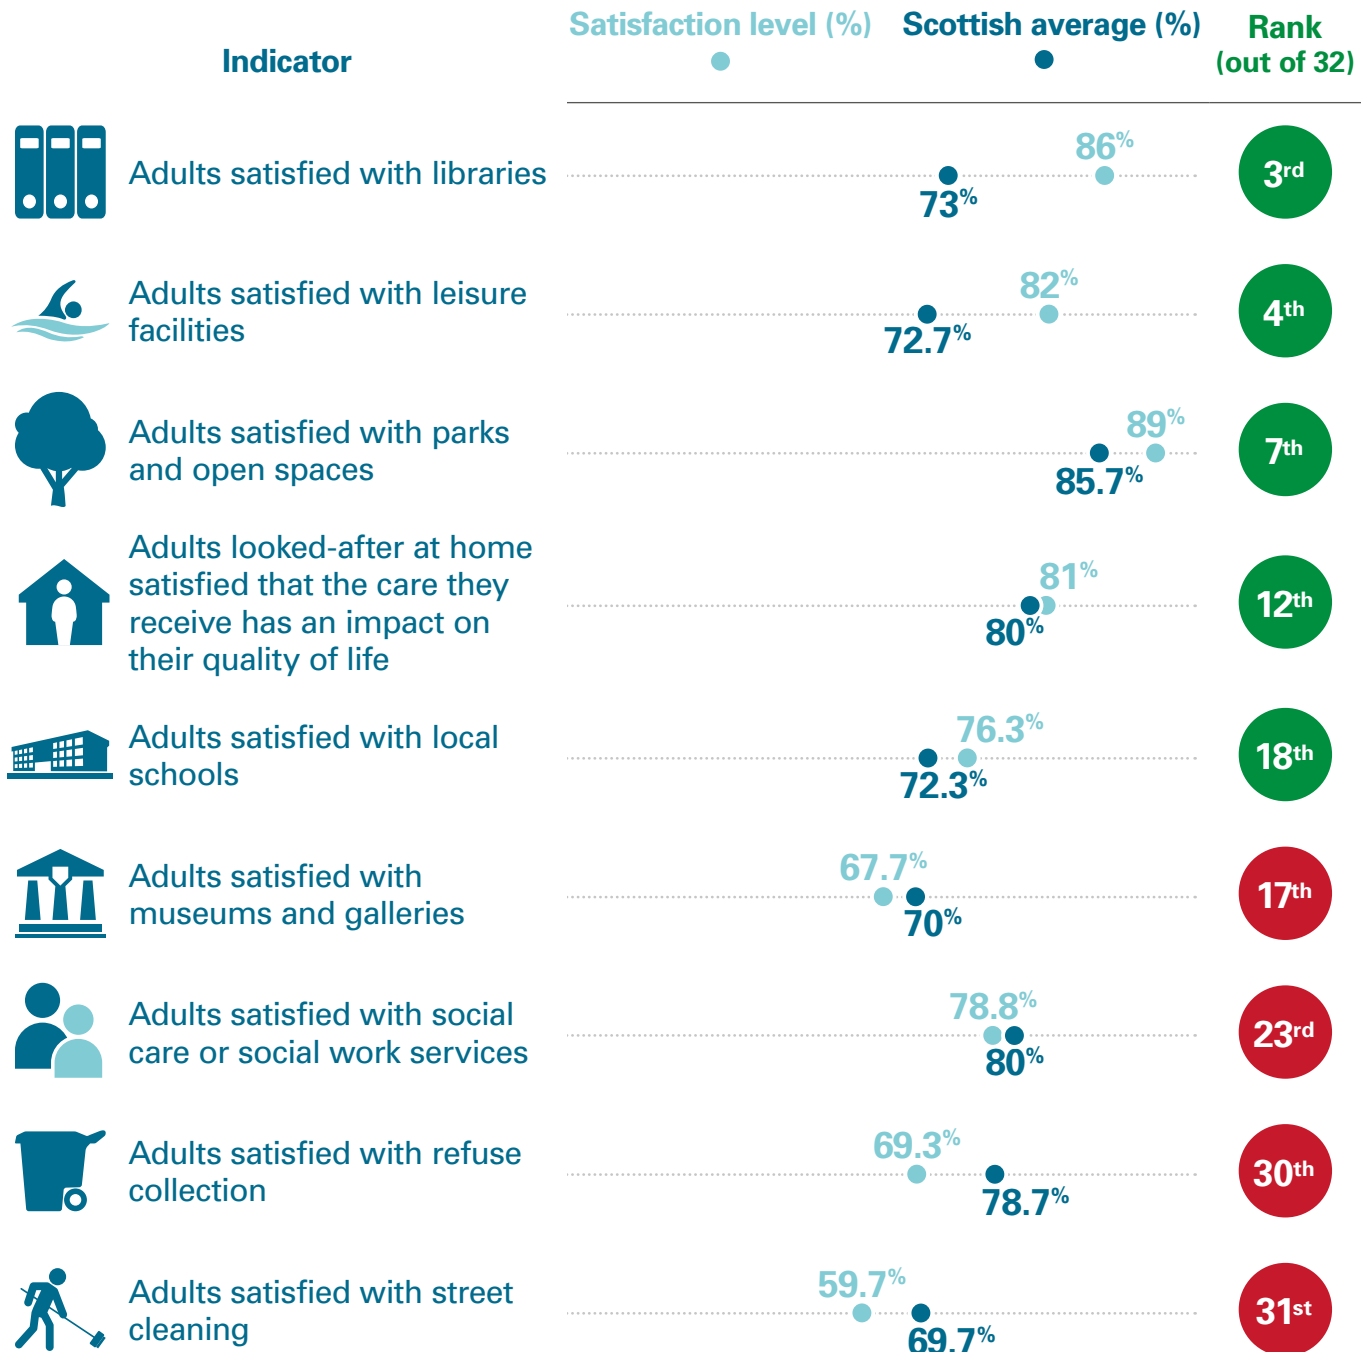 Satisfaction level (%)
Scottish average (%)
Rank
(out of 32)
Indicator
Adults satisfied with libraries
86%
73%
3rd
Adults satisfied with leisure
facilities
82%
72.7%
4th
Adults satisfied with parks
and open spaces
89%
85.7%
7th
Adults looked-after at home
satisfied that the care they
receive has an impact on
their quality of life
81%
80%
12th
Adults satisfied with local
schools
76.3%
72.3%
18th
Adults satisfied with
museums and galleries
67.7%
70%
17th
Adults satisfied with social
care or social work services
78.8%
80%
23rd
Adults satisfied with refuse
collection
69.3%
78.7%
30th
Adults satisfied with street
cleaning
59.7%
69.7%
31st